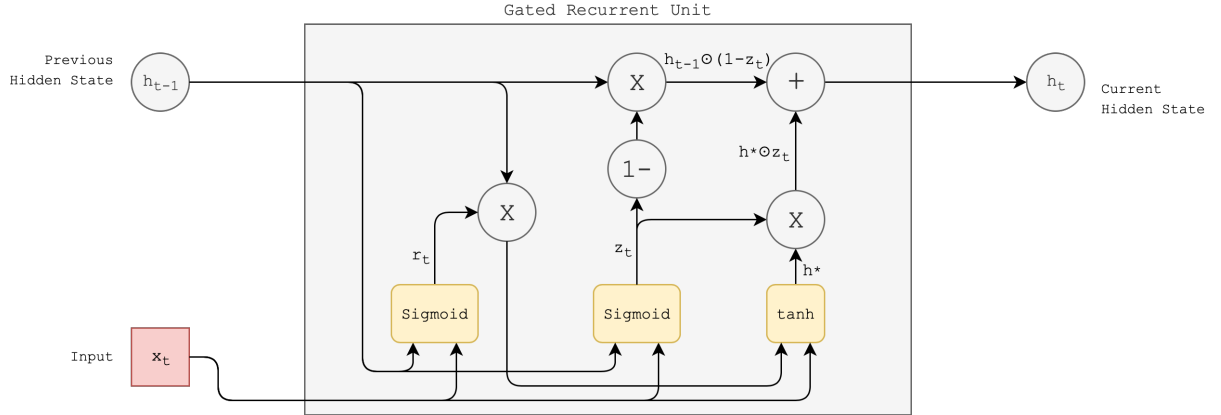 Gated Recurrent Unit
Previous
Hidden State
h_{t-1}
X
h_{t-1}⊙(1-z_t)
+
h_t
Current
Hidden State
1-
h*⊙z_t
X
X
r_t
z_t
h*
Sigmoid
Sigmoid
tanh
Input
x_t